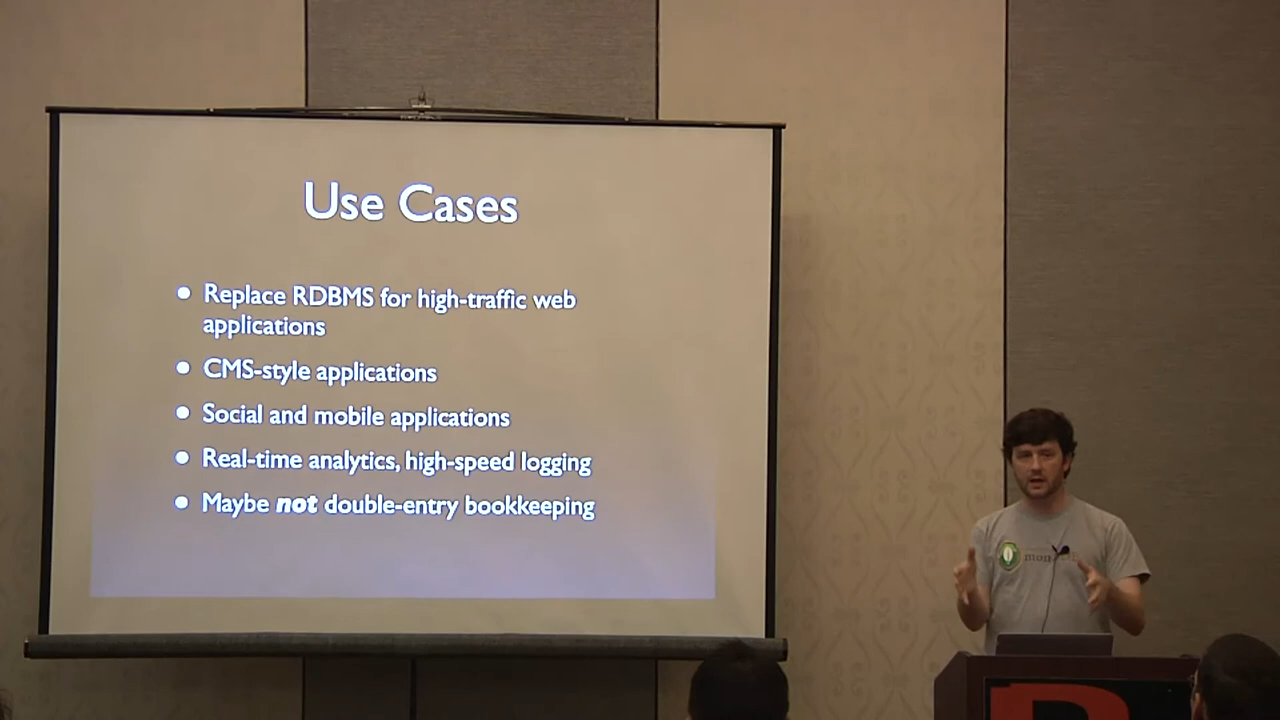 Use Cases
Replace RDBMS for high-traffic web
applications
CMS-style applications
Social and mobile applications
Real-time analytics, high-speed logging
Maybe not double-entry bookkeeping